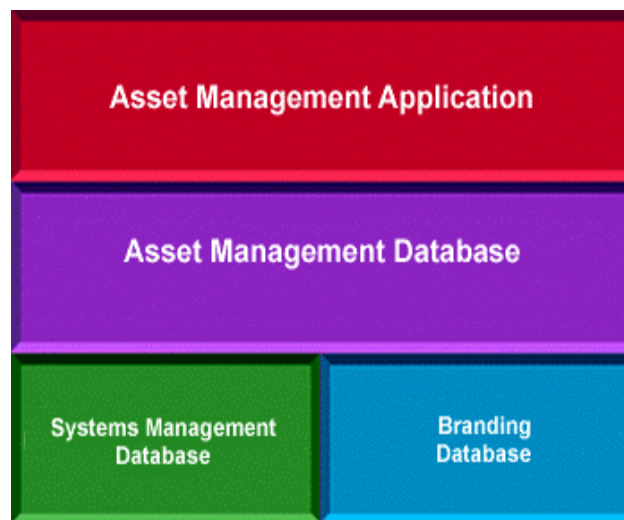 Asset Management Application
Asset Management Database
Systems Management
Database
Branding
Database